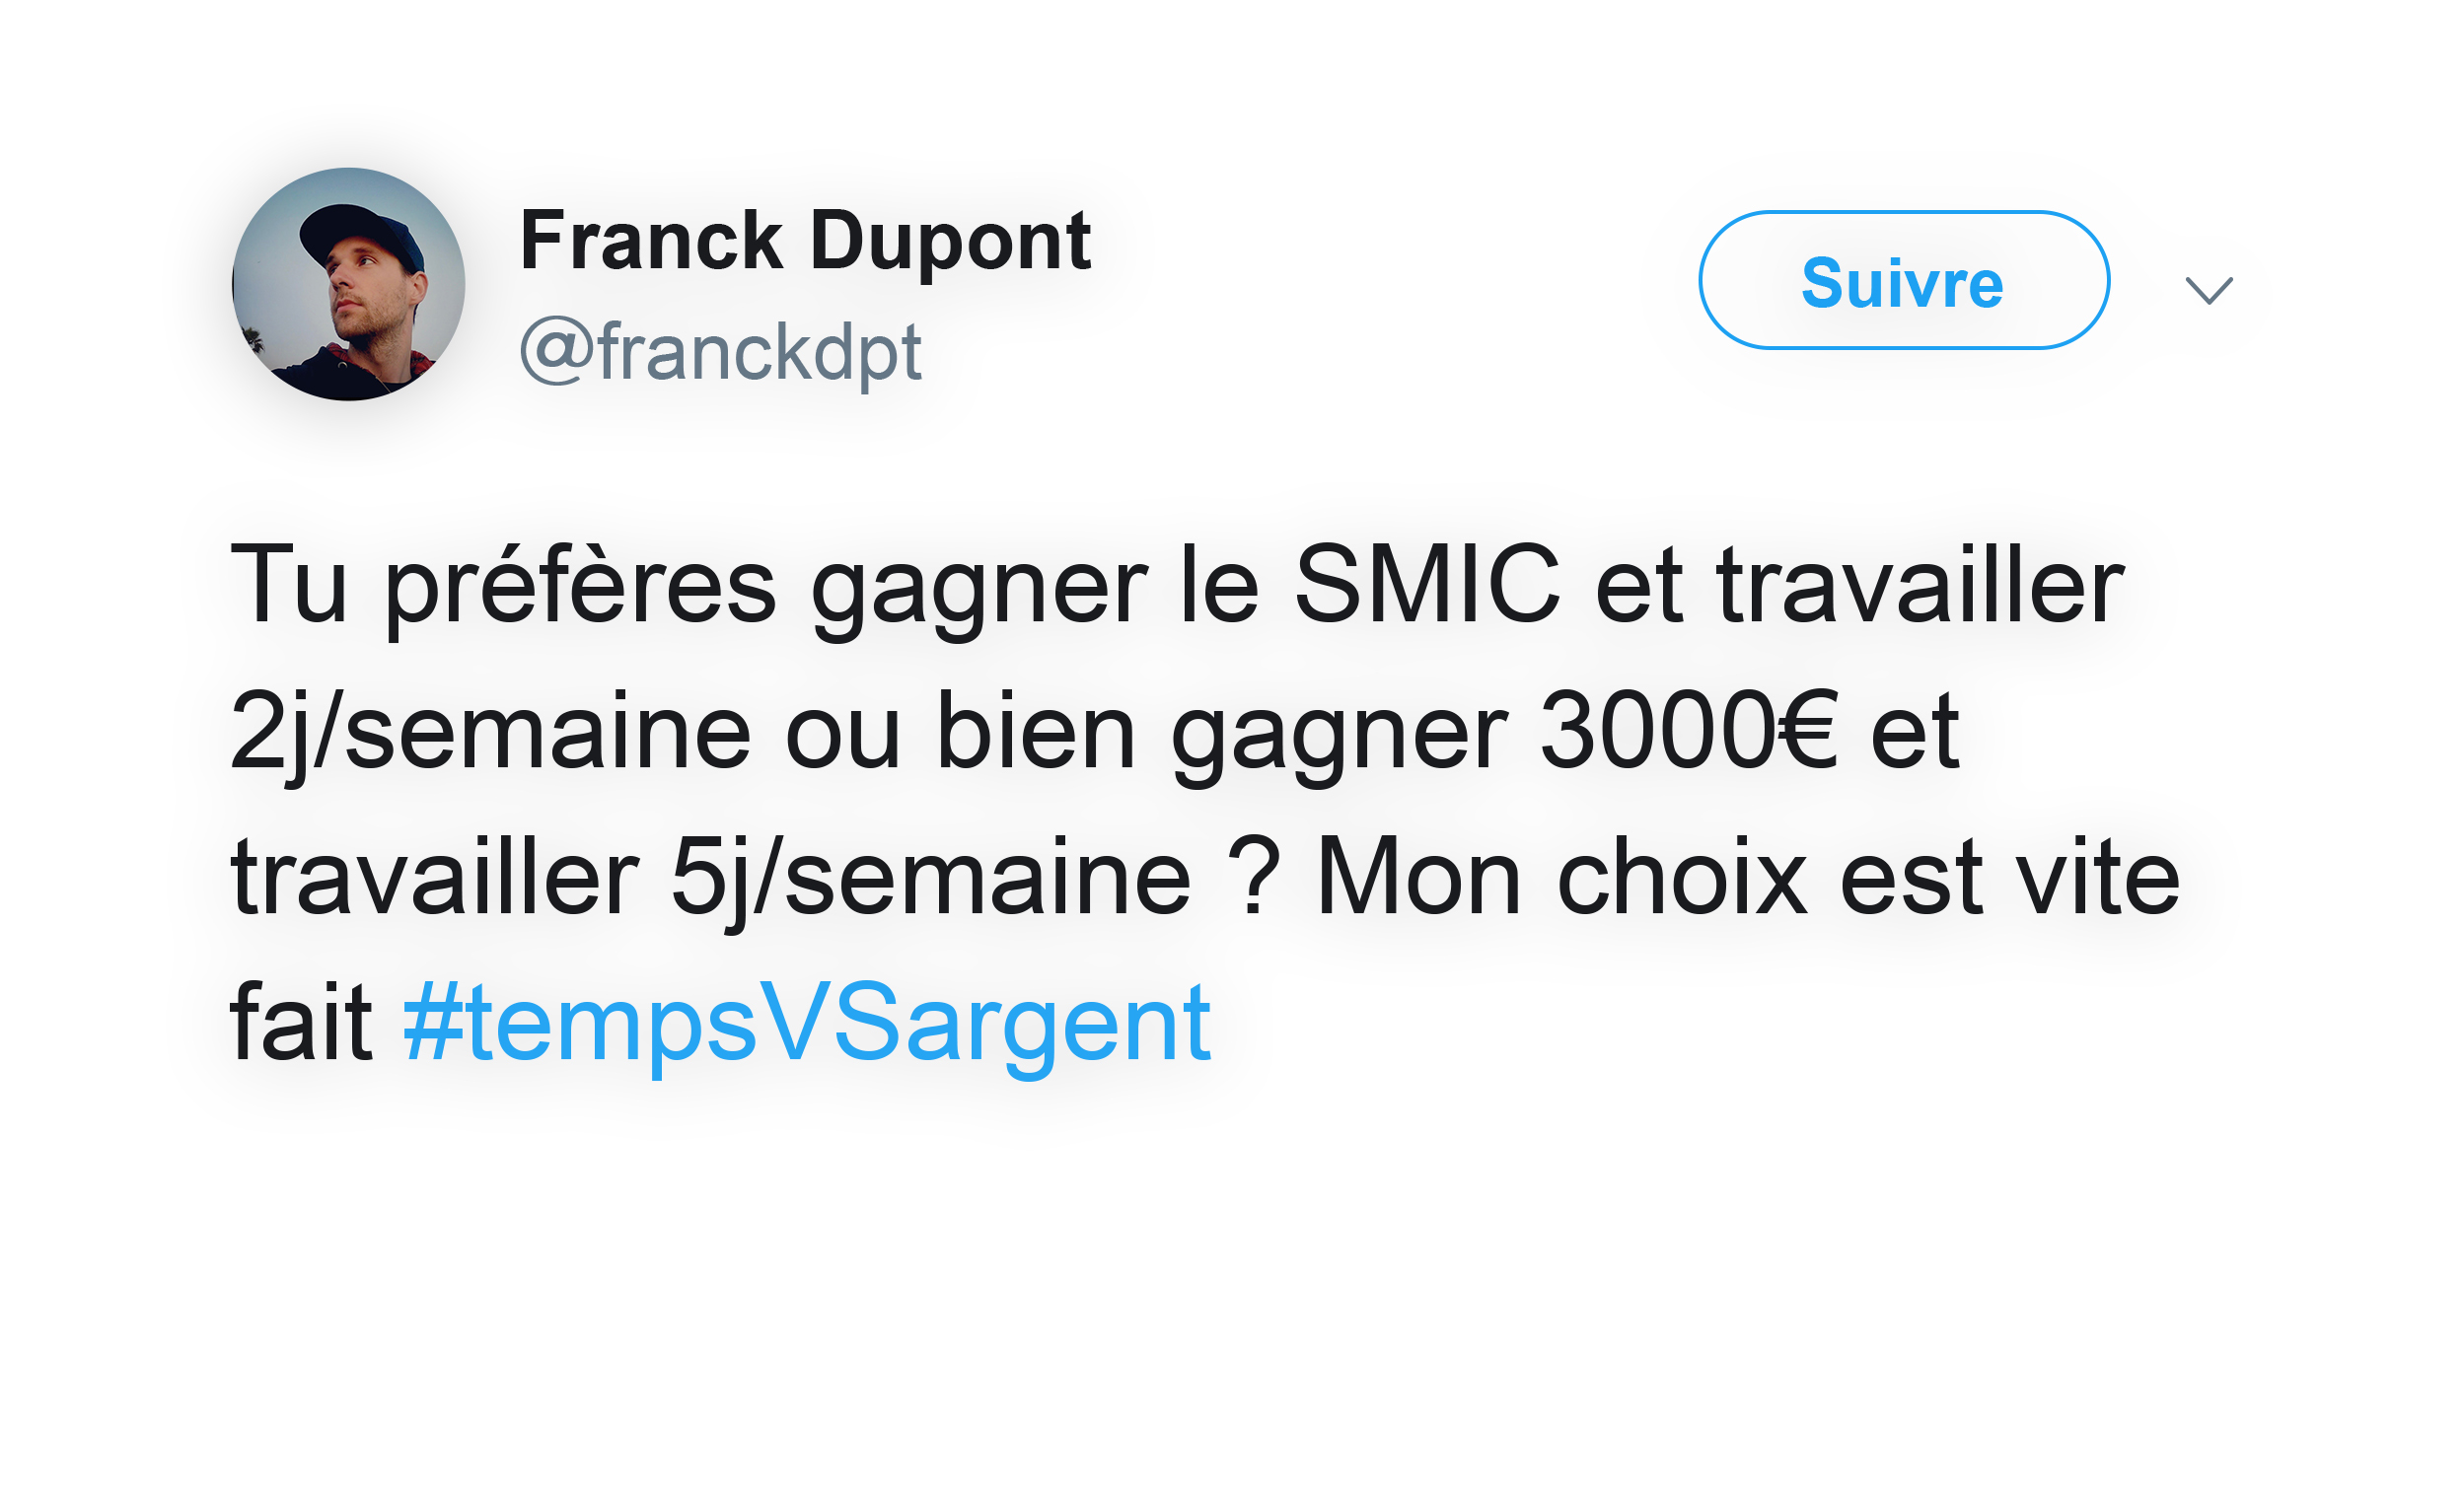 Franck Dupont
@franckdpt
Suivre
Tu préfères gagner le SMIC et travailler
2j/semaine ou bien gagner 3000€ et
travailler 5j/semaine ? Mon choix est vite
fait #tempsVSargent